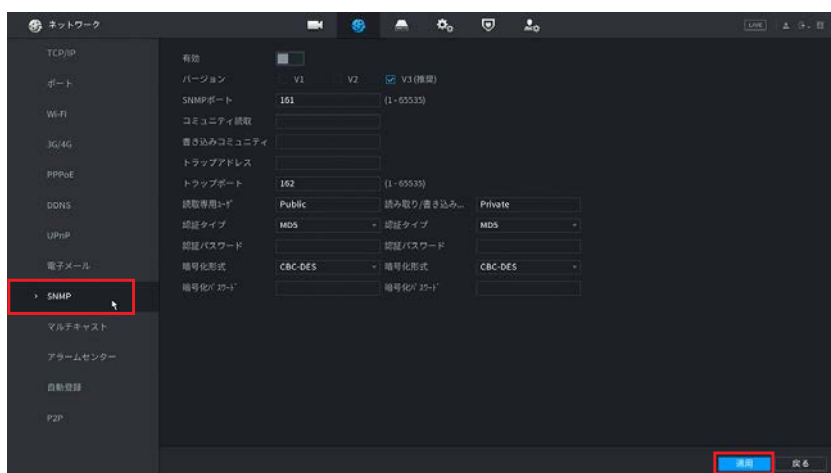 ネットワーク
LIVE
TCP/IP
ポート
Wi-Fi
3G/4G
PPPoE
DDNS
UPnP
電子メール
SNMP
マルチキャスト
アラームセンター
自動登録
P2P
有効
バージョン V1 V2 V3 (推奨)
SNMPポート 161 (1 - 65535)
コミュニティ読取
書き込みコミュニティ
トラップアドレス
トラップポート 162 (1 - 65535)
読取専用ユーザ Public 読み取り/書き込み... Private
認証タイプ MD5 認証タイプ MD5
認証パスワード 認証パスワード
暗号化形式 CBC-DES 暗号化形式 CBC-DES
暗号化パスワード 暗号化パスワード
適用 戻る